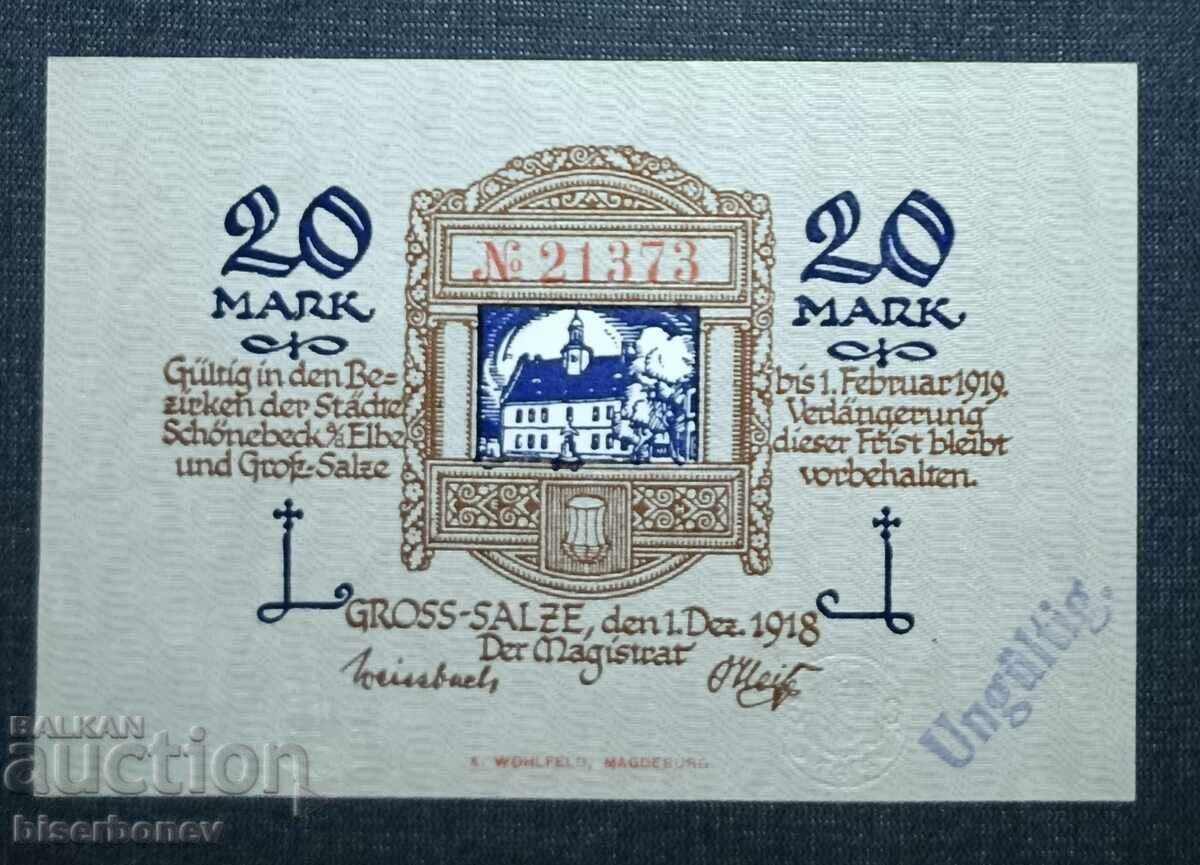 20
MARK
Gültig in den Be-
zirken der Städte
Schönebeck a/Elbe
und Groß-Salze
№ 21373
20
MARK
bis 1. Februar 1919.
Verlängerung
dieser Frist bleibt
vorbehalten.
GROSS-SALZE, den 1. Dez. 1918
Der Magistrat
Weissbach
Ungültig.
K. WOHLFELD, MAGDEBURG
BALKAN
auction
biserbonev